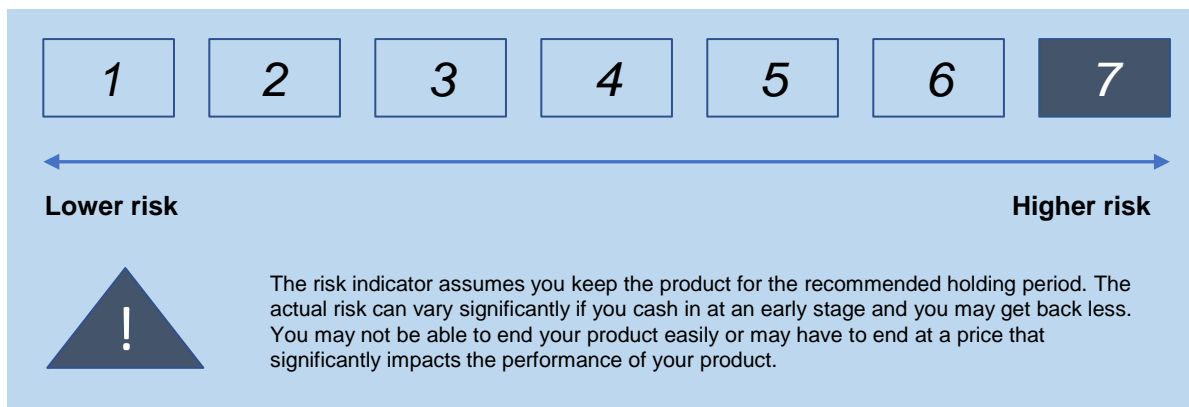 1 2 3 4 5 6 7
Lower risk Higher risk
!
The risk indicator assumes you keep the product for the recommended holding period. The
actual risk can vary significantly if you cash in at an early stage and you may get back less.
You may not be able to end your product easily or may have to end at a price that
significantly impacts the performance of your product.